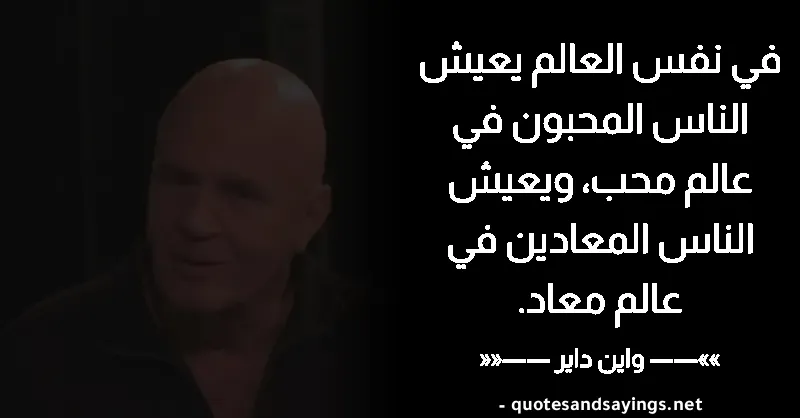 في نفس العالم يعيش
الناس المحبون في
عالم محب، ويعيش
الناس المعادين في
عالم معاد.
»»—— واين داير ——««
- quotesandsayings.net